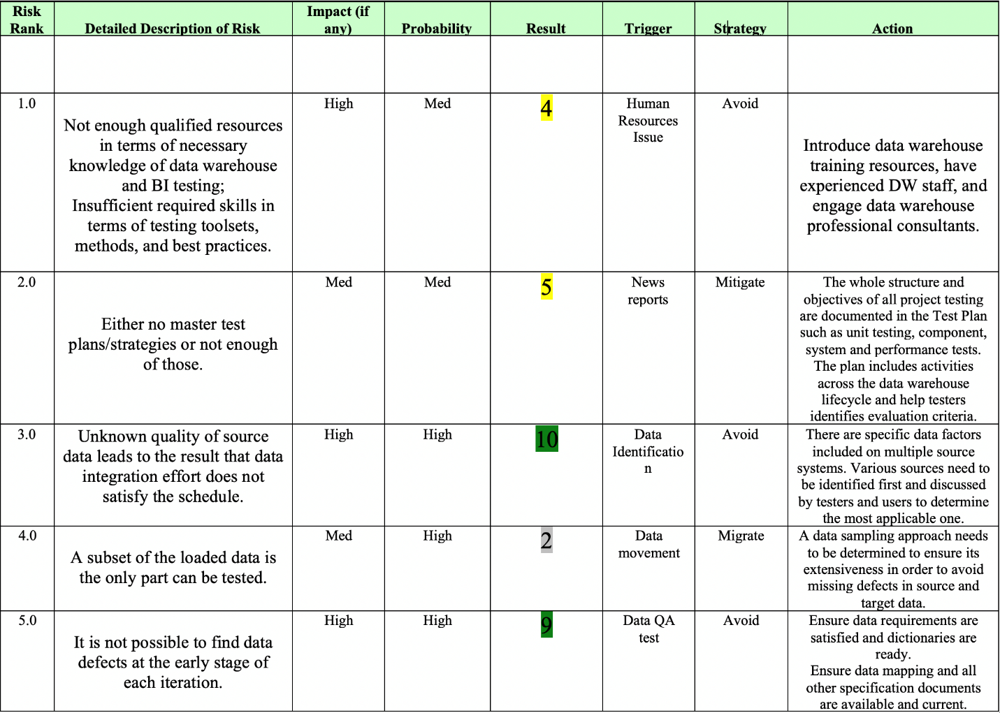 Risk Rank
Detailed Description of Risk
Impact (if any)
Probability
Result
Trigger
Strategy
Action
1.0
Not enough qualified resources
in terms of necessary
knowledge of data warehouse
and BI testing;
Insufficient required skills in
terms of testing toolsets,
methods, and best practices.
High
Med
4
Human
Resources
Issue
Avoid
Introduce data warehouse
training resources, have
experienced DW staff, and
engage data warehouse
professional consultants.
2.0
Either no master test
plans/strategies or not enough
of those.
Med
Med
5
News
reports
Mitigate
The whole structure and
objectives of all project testing
are documented in the Test Plan
such as unit testing, component,
system and performance tests.
The plan includes activities
across the data warehouse
lifecycle and help testers
identifies evaluation criteria.
3.0
Unknown quality of source
data leads to the result that data
integration effort does not
satisfy the schedule.
High
High
10
Data
Identificatio
n
Avoid
There are specific data factors
included on multiple source
systems. Various sources need to
be identified first and discussed
by testers and users to determine
the most applicable one.
4.0
A subset of the loaded data is
the only part can be tested.
Med
High
2
Data
movement
Migrate
A data sampling approach needs
to be determined to ensure its
extensiveness in order to avoid
missing defects in source and
target data.
5.0
It is not possible to find data
defects at the early stage of
each iteration.
High
High
9
Data QA
test
Avoid
Ensure data requirements are
satisfied and dictionaries are
ready.
Ensure data mapping and all
other specification documents
are available and current.